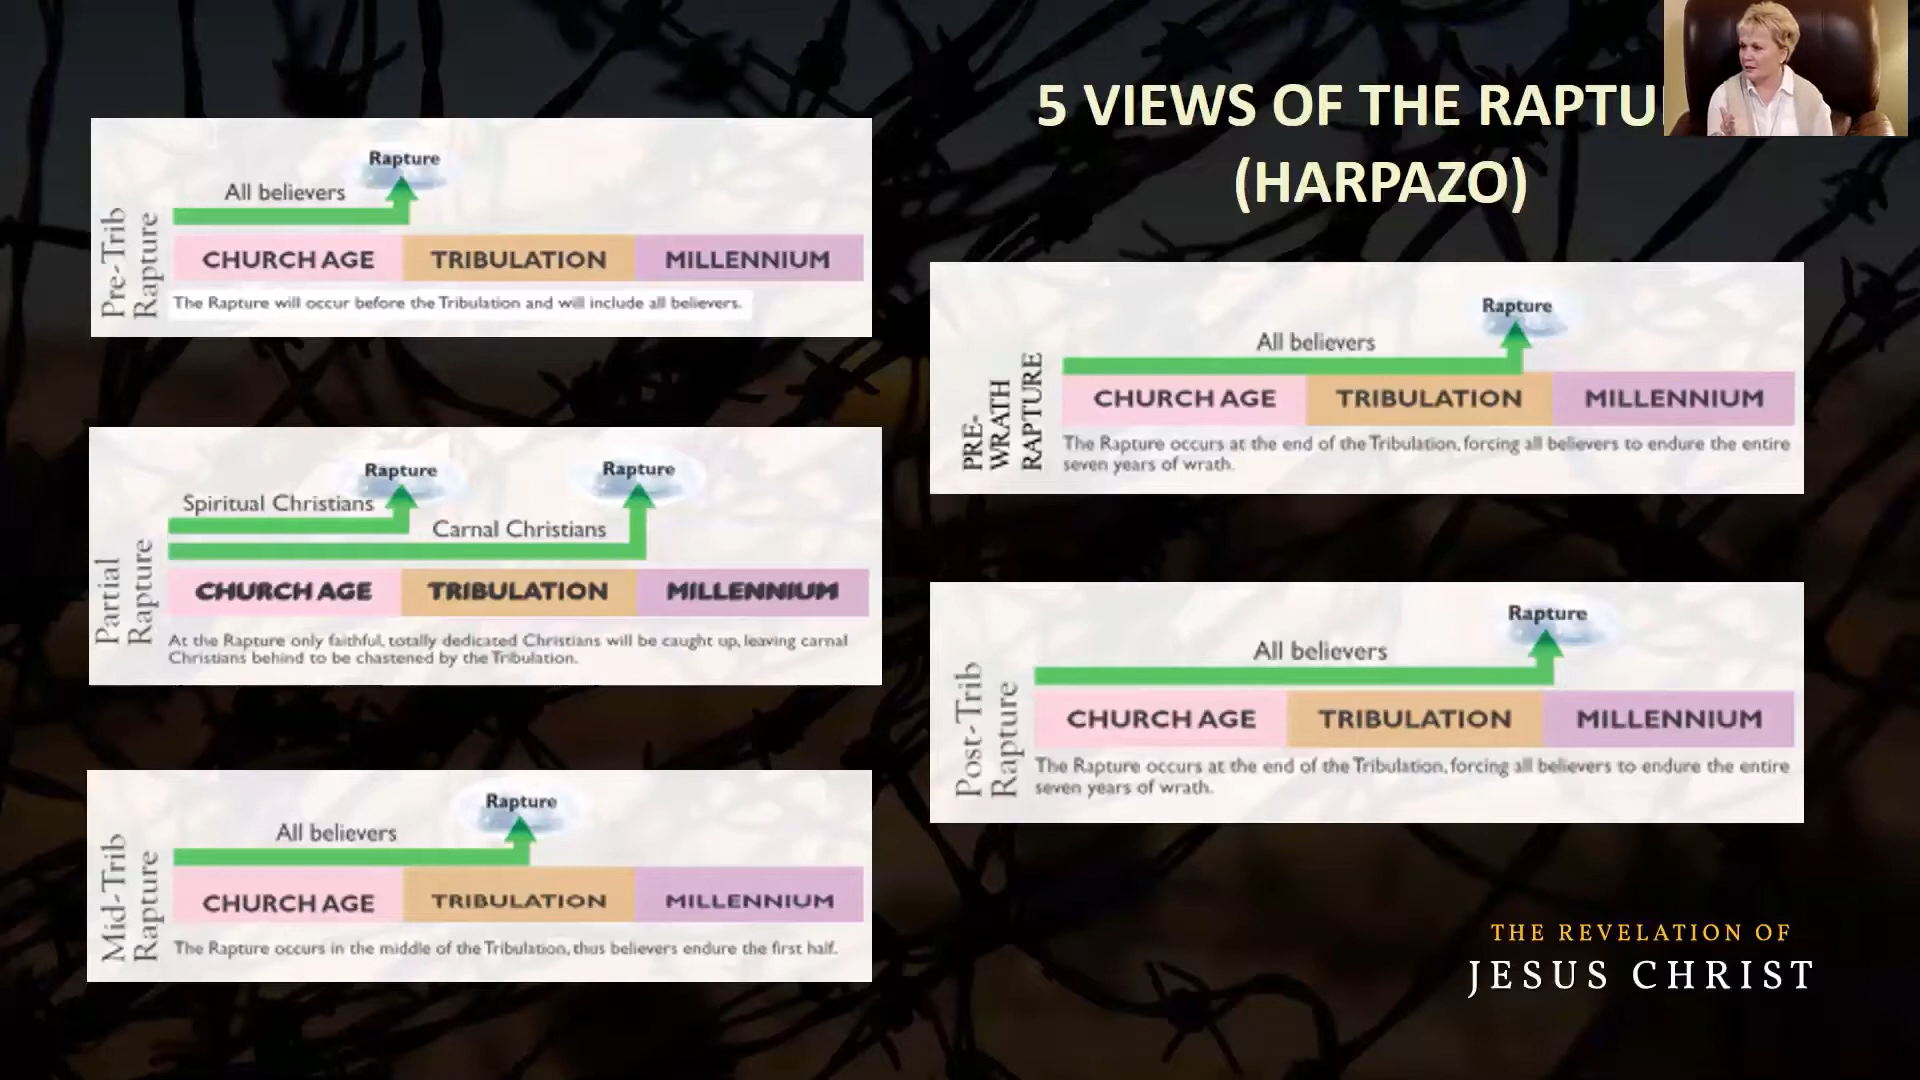 5 VIEWS OF THE RAPTU
(HARPAZO)
Pre-Trib
Rapture
Rapture
All believers
CHURCH AGE
TRIBULATION
MILLENNIUM
The Rapture will occur before the Tribulation and will include all believers.
Partial
Rapture
Rapture
Rapture
Spiritual Christians
Carnal Christians
CHURCH AGE
TRIBULATION
MILLENNIUM
At the Rapture only faithful, totally dedicated Christians will be caught up, leaving carnal
Christians behind to be chastened by the Tribulation.
Mid-Trib
Rapture
Rapture
All believers
CHURCH AGE
TRIBULATION
MILLENNIUM
The Rapture occurs in the middle of the Tribulation, thus believers endure the first half.
PRE-
WRATH
RAPTURE
Rapture
All believers
CHURCH AGE
TRIBULATION
MILLENNIUM
The Rapture occurs at the end of the Tribulation, forcing all believers to endure the entire
seven years of wrath.
Post-Trib
Rapture
Rapture
All believers
CHURCH AGE
TRIBULATION
MILLENNIUM
The Rapture occurs at the end of the Tribulation, forcing all believers to endure the entire
seven years of wrath.
THE REVELATION OF
JESUS CHRIST